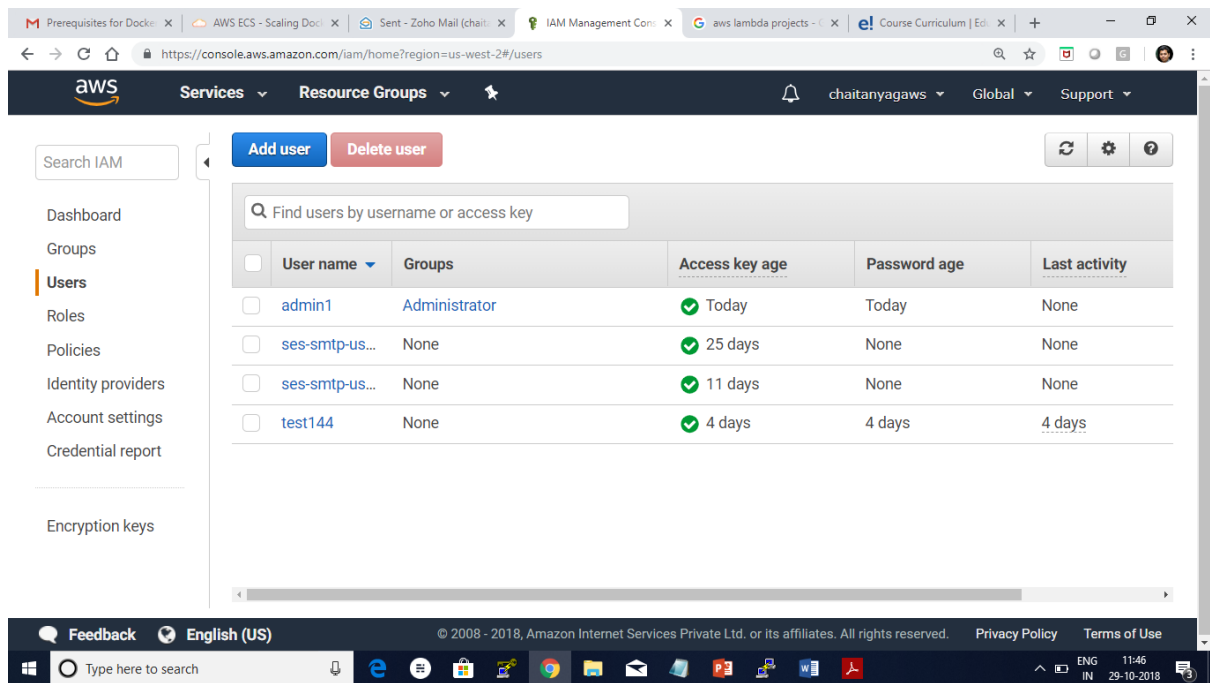 Prerequisites for Docke
AWS ECS - Scaling Doc
Sent - Zoho Mail (chait
IAM Management Cons
aws lambda projects -
Course Curriculum | Ed
https://console.aws.amazon.com/iam/home?region=us-west-2#/users
aws
Services
Resource Groups
chaitanyagaws
Global
Support
Search IAM
Add user
Delete user
Dashboard
Groups
Users
Roles
Policies
Identity providers
Account settings
Credential report
Encryption keys
Find users by username or access key
User name Groups Access key age Password age Last activity
admin1 Administrator Today Today None
ses-smtp-us... None 25 days None None
ses-smtp-us... None 11 days None None
test144 None 4 days 4 days 4 days
Feedback English (US) © 2008 - 2018, Amazon Internet Services Private Ltd. or its affiliates. All rights reserved. Privacy Policy Terms of Use
Type here to search
ENG 11:46
IN 29-10-2018
3